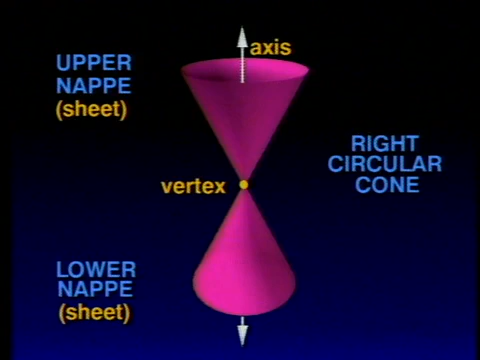 axis
UPPER
NAPPE
(sheet)
RIGHT
CIRCULAR
CONE
vertex
LOWER
NAPPE
(sheet)